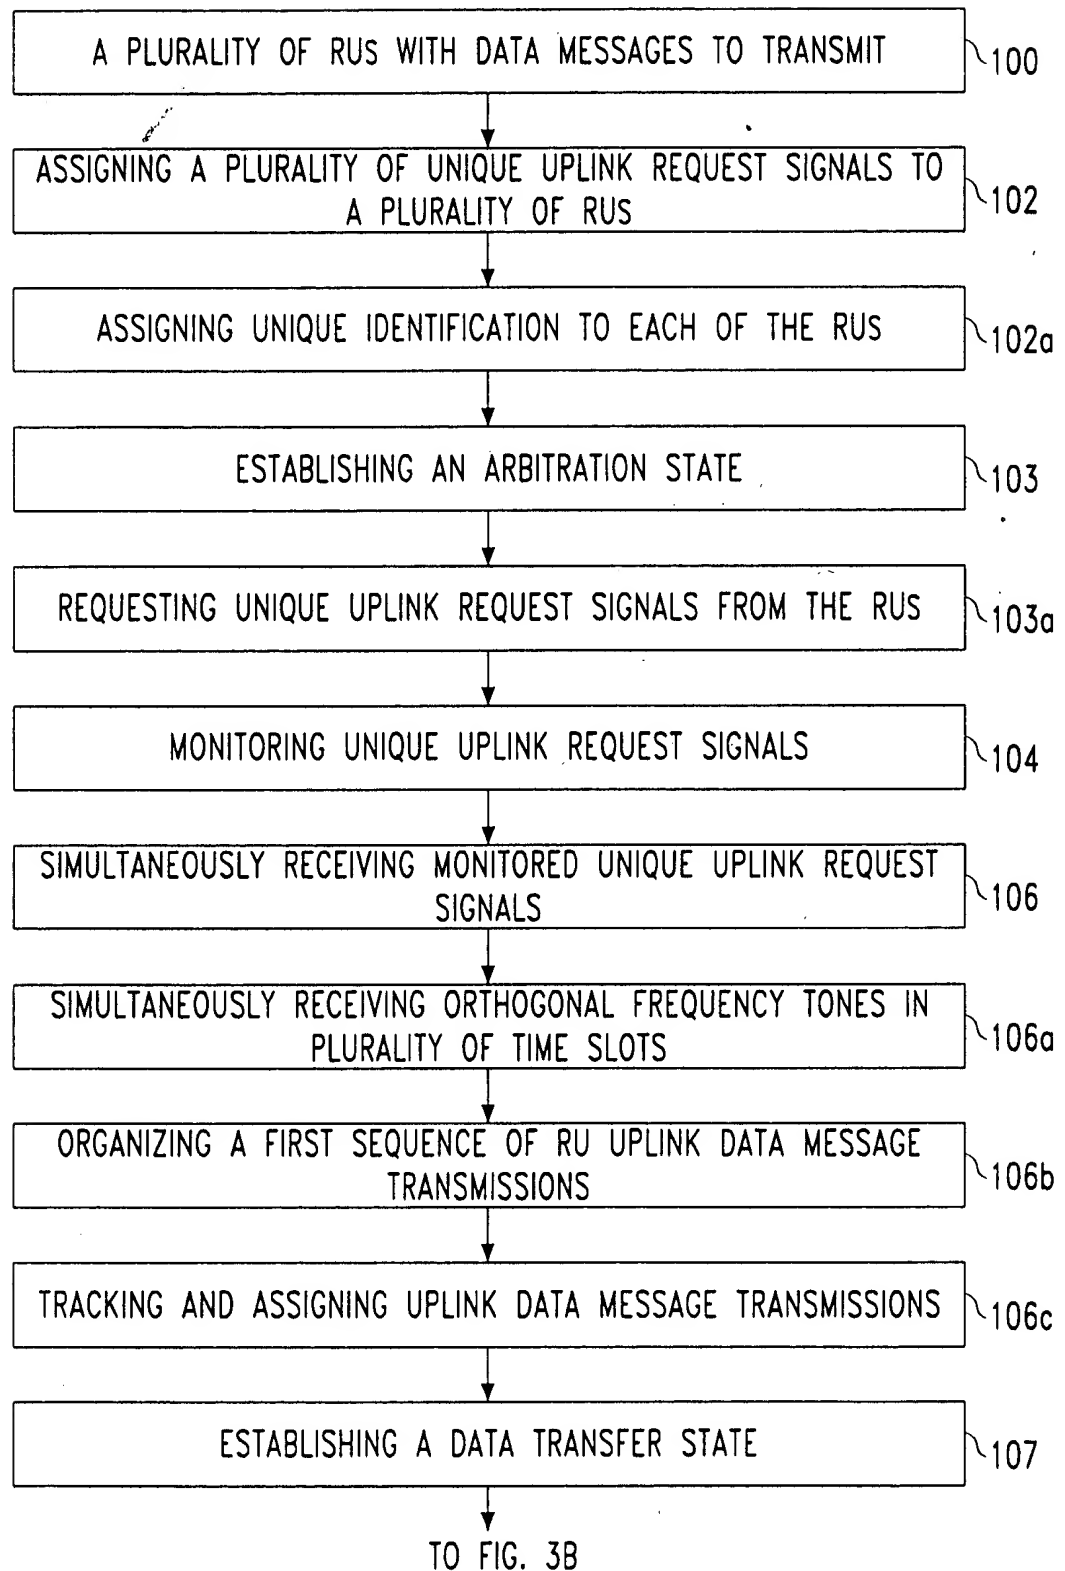 A PLURALITY OF RUs WITH DATA MESSAGES TO TRANSMIT
100
ASSIGNING A PLURALITY OF UNIQUE UPLINK REQUEST SIGNALS TO
A PLURALITY OF RUs
102
ASSIGNING UNIQUE IDENTIFICATION TO EACH OF THE RUs
102a
ESTABLISHING AN ARBITRATION STATE
103
REQUESTING UNIQUE UPLINK REQUEST SIGNALS FROM THE RUs
103a
MONITORING UNIQUE UPLINK REQUEST SIGNALS
104
SIMULTANEOUSLY RECEIVING MONITORED UNIQUE UPLINK REQUEST
SIGNALS
106
SIMULTANEOUSLY RECEIVING ORTHOGONAL FREQUENCY TONES IN
PLURALITY OF TIME SLOTS
106a
ORGANIZING A FIRST SEQUENCE OF RU UPLINK DATA MESSAGE
TRANSMISSIONS
106b
TRACKING AND ASSIGNING UPLINK DATA MESSAGE TRANSMISSIONS
106c
ESTABLISHING A DATA TRANSFER STATE
107
TO FIG. 3B